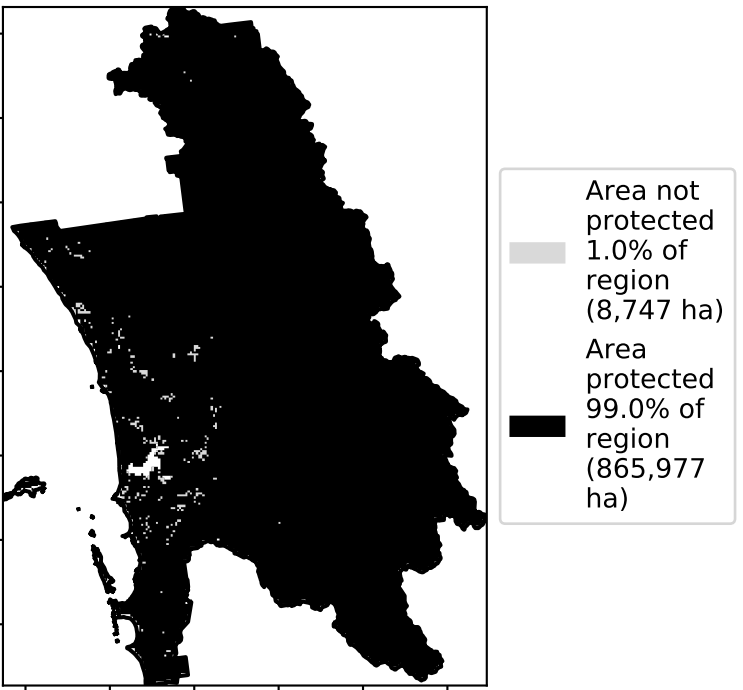 Area not
protected
1.0% of
region
(8,747 ha)
Area
protected
99.0% of
region
(865,977
ha)